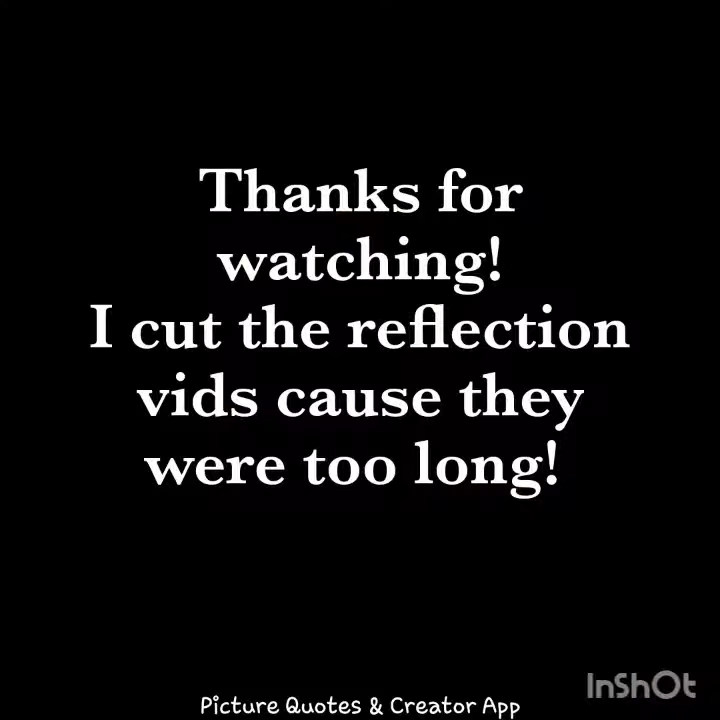 Thanks for
watching!
I cut the reflection
vids cause they
were too long!
InShOt
Picture Quotes & Creator App